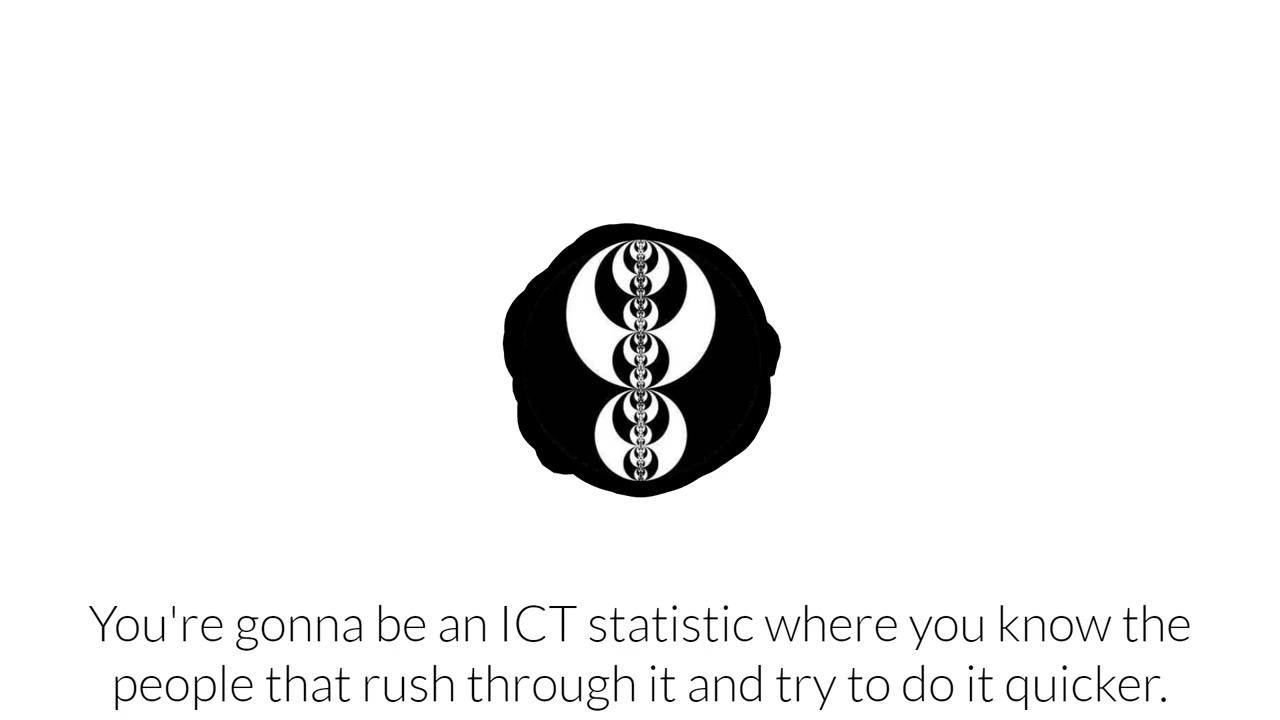 You're gonna be an ICT statistic where you know the
people that rush through it and try to do it quicker.